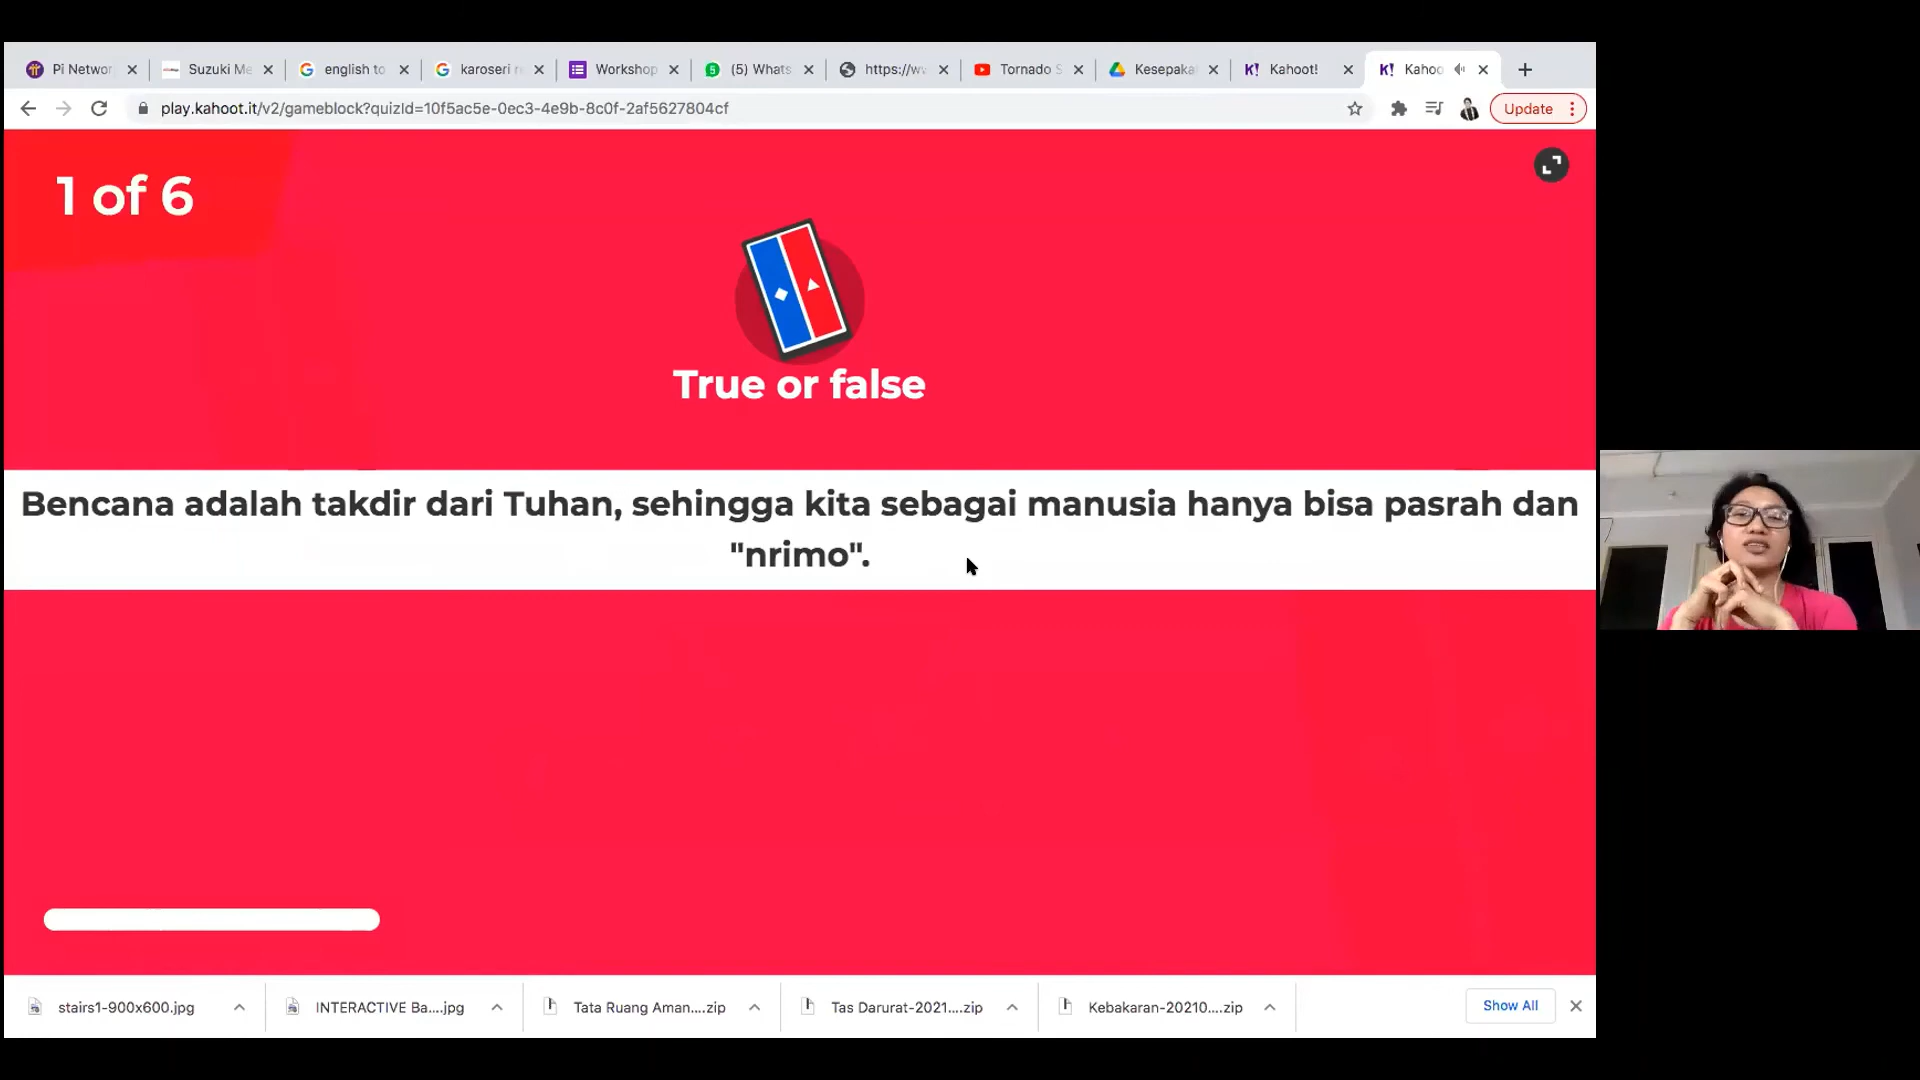 Pi Networ
Suzuki Me
english to
karoseri r
Workshop
(5) Whats
https://w
Tornado S
Kesepaka
Kahoot!
Kahoo
play.kahoot.it/v2/gameblock?quizId=10f5ac5e-0ec3-4e9b-8c0f-2af5627804cf
Update
1 of 6
True or false
Bencana adalah takdir dari Tuhan, sehingga kita sebagai manusia hanya bisa pasrah dan
"nrimo".
stairs1-900x600.jpg
INTERACTIVE Ba....jpg
Tata Ruang Aman....zip
Tas Darurat-2021....zip
Kebakaran-20210....zip
Show All